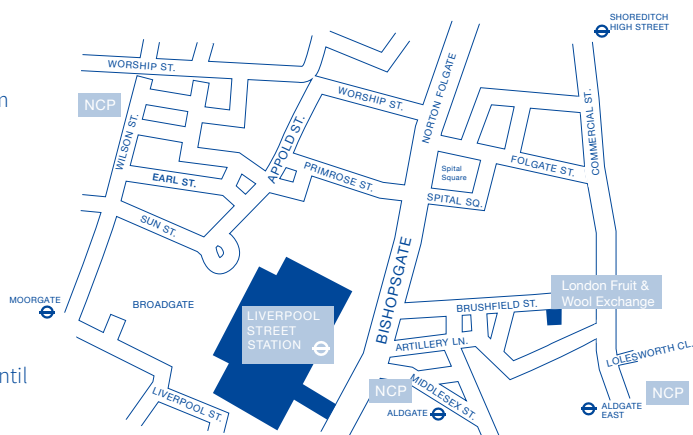 SHOREDITCH
HIGH STREET
WORSHIP ST.
NCP
WORSHIP ST.
NORTON FOLGATE
COMMERCIAL ST.
n
WILSON ST.
APPOLD ST.
EARL ST.
PRIMROSE ST.
Spital
Square
FOLGATE ST.
SPITAL SQ.
SUN ST.
BISHOPSGATE
MOORGATE
BROADGATE
LIVERPOOL
STREET
STATION
London Fruit &
Wool Exchange
BRUSHFIELD ST.
ARTILLERY LN.
LOLESWORTH CL.
ntil
NCP
MIDDLESEX ST.
NCP
LIVERPOOL ST.
ALDGATE
ALDGATE
EAST